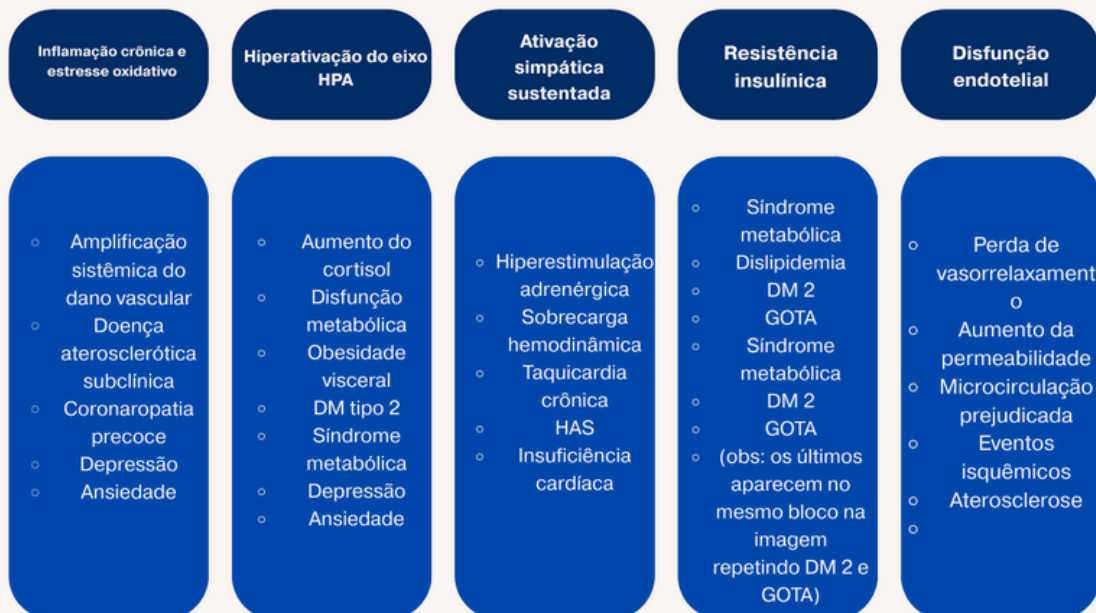 Inflamação crônica e
estresse oxidativo
Hiperativação do eixo
HPA
Ativação
simpática
sustentada
Resistência
insulínica
Disfunção
endotelial
Amplificação
sistêmica do
dano vascular
Doença
aterosclerótica
subclínica
Coronaropatia
precoce
Depressão
Ansiedade
Aumento do
cortisol
Disfunção
metabólica
Obesidade
visceral
DM tipo 2
Síndrome
metabólica
Depressão
Ansiedade
Hiperestimulação
adrenérgica
Sobrecarga
hemodinâmica
Taquicardia
crônica
HAS
Insuficiência
cardíaca
Síndrome
metabólica
Dislipidemia
DM 2
GOTA
Síndrome
metabólica
DM 2
GOTA
(obs: os últimos
aparecem no
mesmo bloco na
imagem
repetindo DM 2 e
GOTA)
Perda de
vasorrelaxament
o
Aumento da
permeabilidade
Microcirculação
prejudicada
Eventos
isquêmicos
Aterosclerose